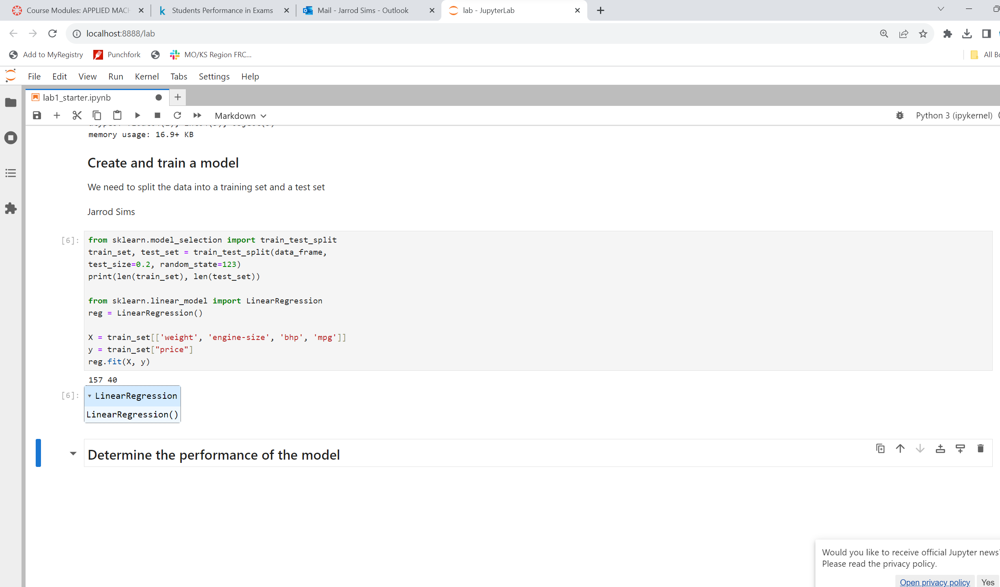 Course Modules: APPLIED MACH
Students Performance in Exams
Mail - Jarrod Sims - Outlook
lab - JupyterLab
localhost:8888/lab
Add to MyRegistry
Punchfork
MO/KS Region FRC...
All Bo
File Edit View Run Kernel Tabs Settings Help
lab1_starter.ipynb
Markdown
Python 3 (ipykernel)
memory usage: 16.9+ KB
Create and train a model
We need to split the data into a training set and a test set
Jarrod Sims
[6]:
from sklearn.model_selection import train_test_split
train_set, test_set = train_test_split(data_frame,
test_size=0.2, random_state=123)
print(len(train_set), len(test_set))
from sklearn.linear_model import LinearRegression
reg = LinearRegression()
X = train_set[['weight', 'engine-size', 'bhp', 'mpg']]
y = train_set["price"]
reg.fit(X, y)
157 40
[6]:
LinearRegression
LinearRegression()
Determine the performance of the model
Would you like to receive official Jupyter news?
Please read the privacy policy.
Open privacy policy
Yes